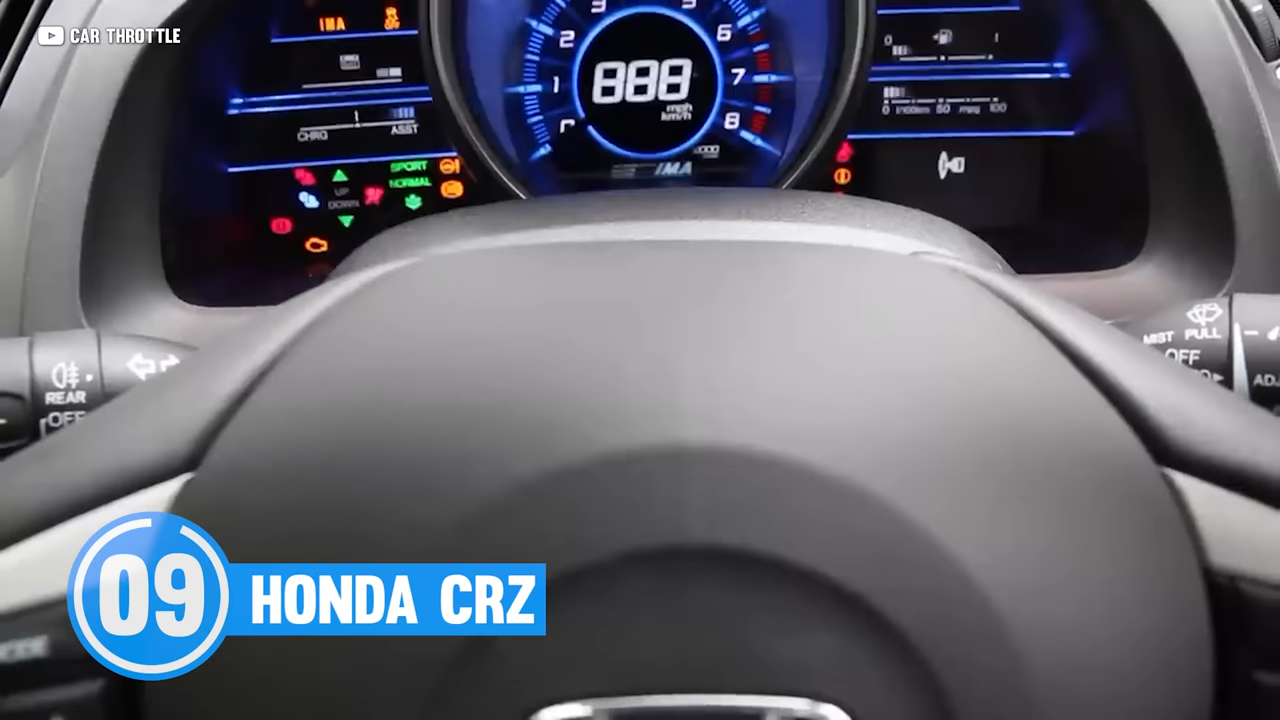 CAR THROTTLE
IMA
3 5
2 6
1 7
8
888
mph
km/h
IMA
CHRG ASST
SPORT
NORMAL
UP
DOWN
0 1
0 50 mpg 100
REAR
OFF
MIST PULL
OFF
AD
09
HONDA CRZ